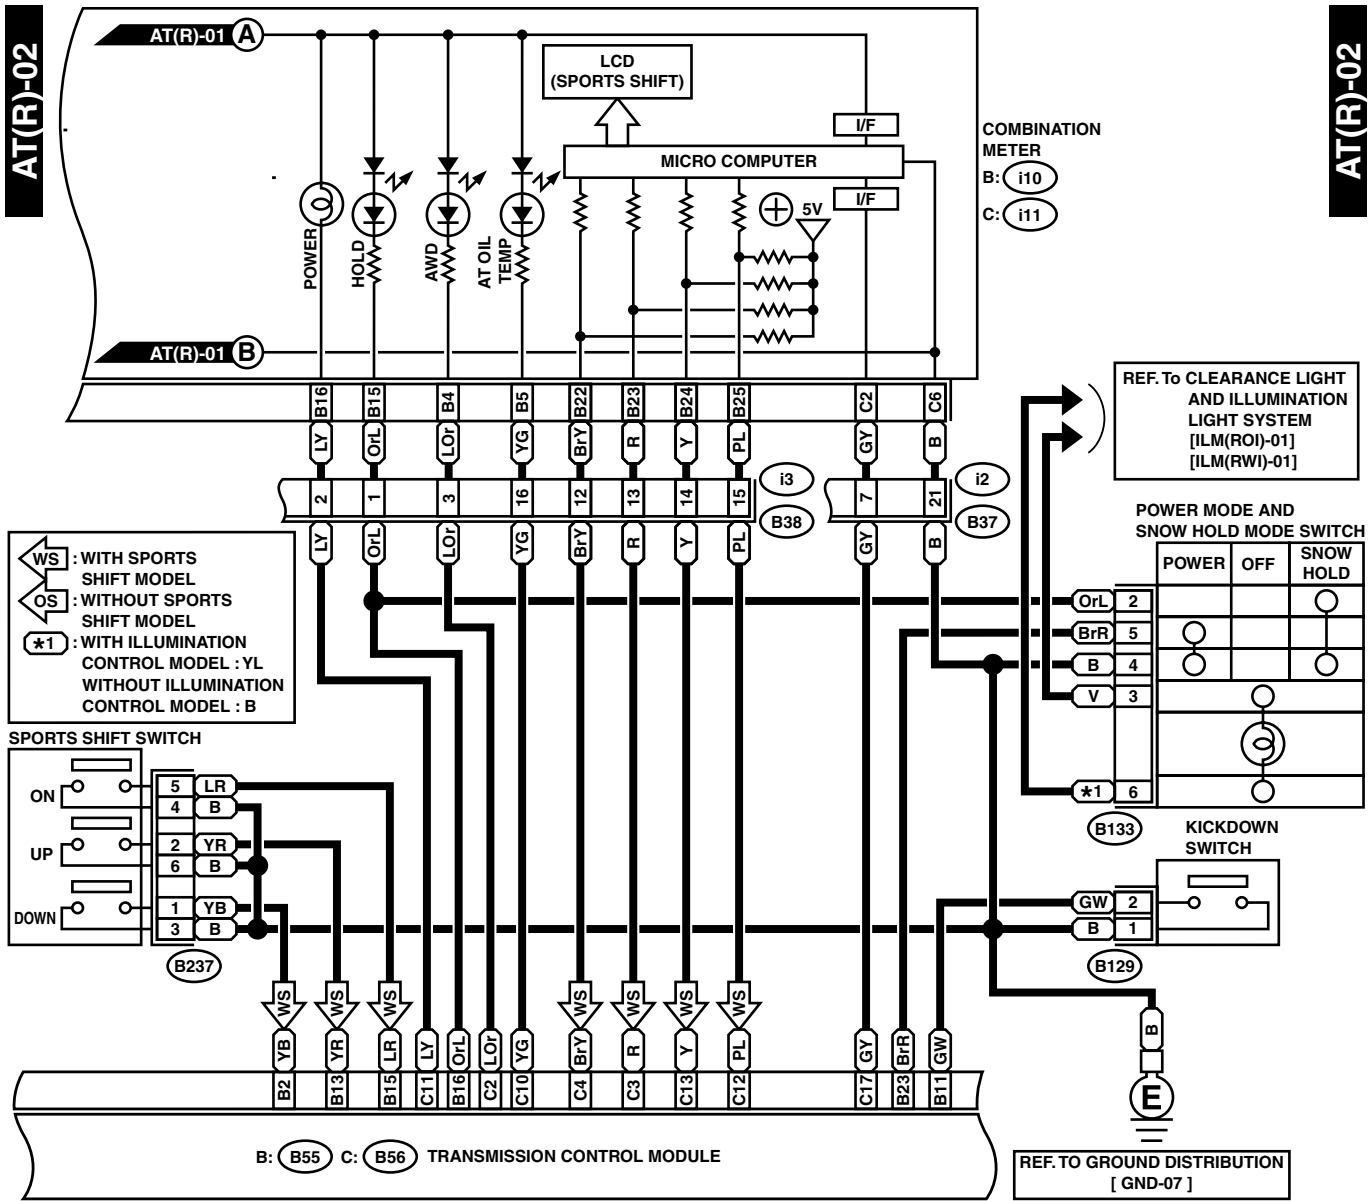 AT(R)-02
AT(R)-02
AT(R)-01 A
LCD
(SPORTS SHIFT)
I/F
MICRO COMPUTER
I/F
5V
COMBINATION
METER
B: i10
C: i11
POWER
HOLD
AWD
AT OIL
TEMP
AT(R)-01 B
B16 B15 B4 B5 B22 B23 B24 B25 C2 C6
LY OrL LOr YG BrY R Y PL GY B
2 1 3 16 12 13 14 15 7 21
i3
B38
i2
B37
LY OrL LOr YG BrY R Y PL GY B
REF. To CLEARANCE LIGHT
AND ILLUMINATION
LIGHT SYSTEM
[ILM(ROI)-01]
[ILM(RWI)-01]
WS : WITH SPORTS
SHIFT MODEL
OS : WITHOUT SPORTS
SHIFT MODEL
*1 : WITH ILLUMINATION
CONTROL MODEL : YL
WITHOUT ILLUMINATION
CONTROL MODEL : B
POWER MODE AND
SNOW HOLD MODE SWITCH
POWER OFF SNOW
HOLD
OrL 2
BrR 5
B 4
V 3
*1 6
B133
SPORTS SHIFT SWITCH
ON
UP
DOWN
5 LR
4 B
2 YR
6 B
1 YB
3 B
B237
KICKDOWN
SWITCH
GW 2
B 1
B129
WS WS WS WS WS WS WS
YB YR LR LY OrL LOr YG BrY R Y PL GY BrR GW
B2 B13 B15 C11 B16 C2 C10 C4 C3 C13 C12 C17 B23 B11
B
E
B: B55 C: B56 TRANSMISSION CONTROL MODULE
REF. TO GROUND DISTRIBUTION
[ GND-07 ]